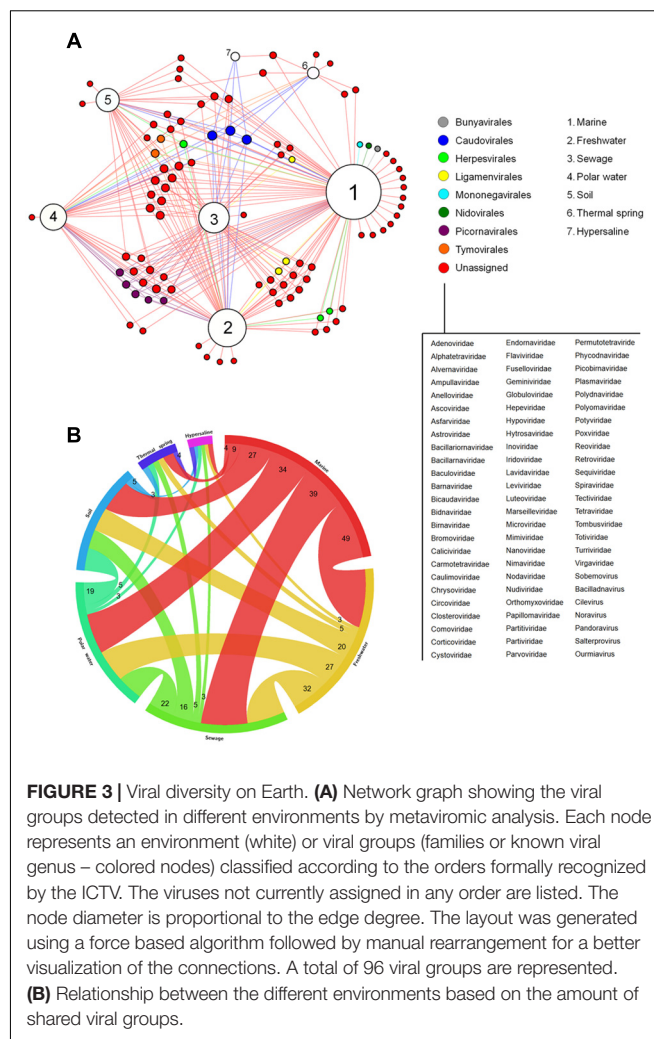 A
7
6
5
1
4
3
2
Bunyavirales
Caudovirales
Herpesvirales
Ligamenvirales
Mononegavirales
Nidovirales
Picornavirales
Tymovirales
Unassigned
1. Marine
2. Freshwater
3. Sewage
4. Polar water
5. Soil
6. Thermal spring
7. Hypersaline
Adenoviridae Endornaviridae Permutotetraviride
Alphatetraviridae Flaviviridae Phycodnaviridae
Alvernaviridae Fuselloviridae Picobirnaviridae
Ampullaviridae Geminiviridae Plasmaviridae
Anelloviridae Globuloviridae Polydnaviridae
Ascoviridae Hepeviridae Polyomaviridae
Asfarviridae Hypoviridae Potyviridae
Astroviridae Hytrosaviridae Poxviridae
Bacillariornaviridae Inoviridae Reoviridae
Bacillarnaviridae Iridoviridae Retroviridae
Baculoviridae Lavidaviridae Sequiviridae
Barnaviridae Leviviridae Spiraviridae
Bicaudaviridae Luteoviridae Tectiviridae
Bidnaviridae Marseilleviridae Tetraviridae
Birnaviridae Microviridae Tombusviridae
Bromoviridae Mimiviridae Totiviridae
Caliciviridae Nanoviridae Turriviridae
Carmotetraviridae Nimaviridae Virgaviridae
Caulimoviridae Nodaviridae Sobemovirus
Chrysoviridae Nudiviridae Bacilladnavirus
Circoviridae Orthomyxoviridae Cilevirus
Closteroviridae Papillomaviridae Noravirus
Comoviridae Partitiviridae Pandoravirus
Corticoviridae Partiviridae Salterprovirus
Cystoviridae Parvoviridae Ourmiavirus
B
Thermal spring
Hypersaline
Marine
Freshwater
Sewage
Polar water
Soil
4
4
9
27
34
39
49
3
5
20
27
32
3
5
16
22
3
5
19
3
5
FIGURE 3 | Viral diversity on Earth. (A) Network graph showing the viral
groups detected in different environments by metaviromic analysis. Each node
represents an environment (white) or viral groups (families or known viral
genus – colored nodes) classified according to the orders formally recognized
by the ICTV. The viruses not currently assigned in any order are listed. The
node diameter is proportional to the edge degree. The layout was generated
using a force based algorithm followed by manual rearrangement for a better
visualization of the connections. A total of 96 viral groups are represented.
(B) Relationship between the different environments based on the amount of
shared viral groups.